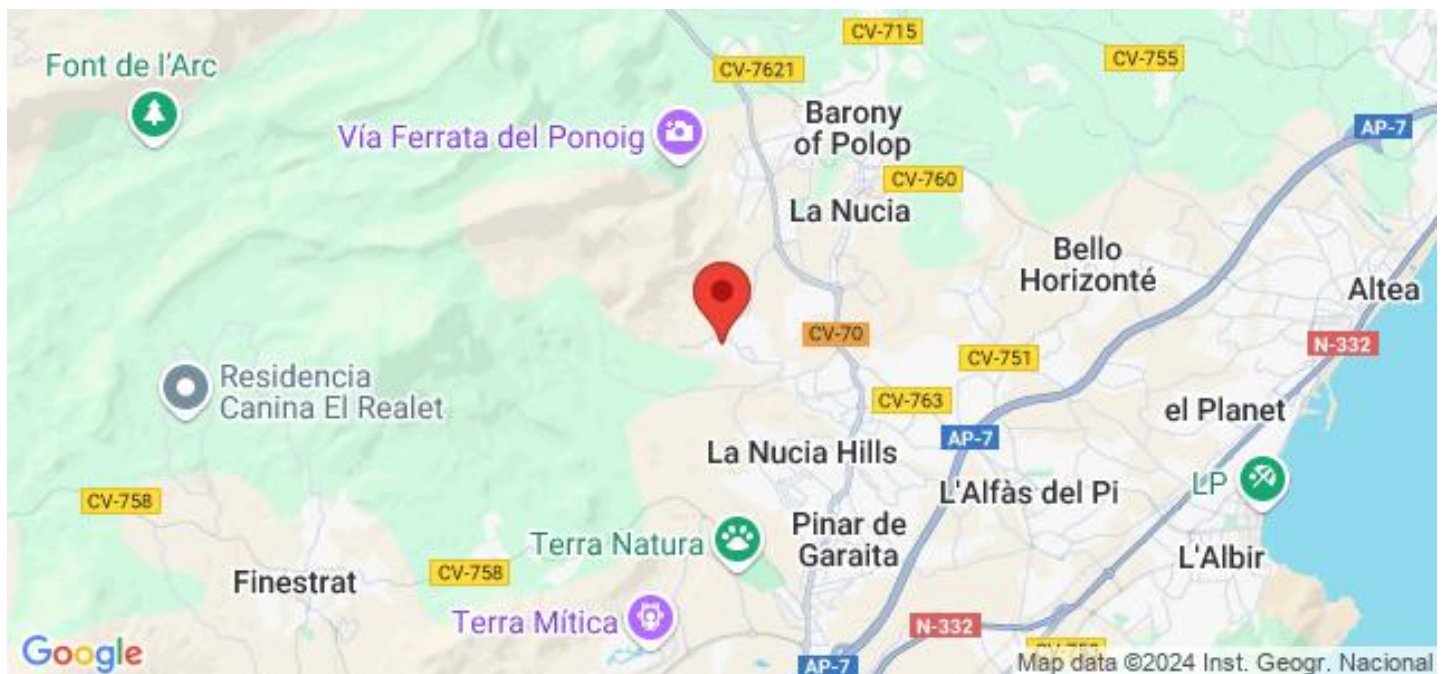 CV-715
CV-755
Font de l'Arc
CV-7621
Barony
of Polop
AP-7
Vía Ferrata del Ponoig
CV-760
La Nucia
Bello
Horizonté
Altea
CV-70
N-332
CV-751
Residencia
Canina El Realet
CV-763
el Planet
AP-7
La Nucia Hills
LP
L'Alfàs del Pi
CV-758
Pinar de
Garaita
Terra Natura
L'Albir
CV-758
Finestrat
Terra Mítica
N-332
Google
AP-7
Map data ©2024 Inst. Geogr. Nacional